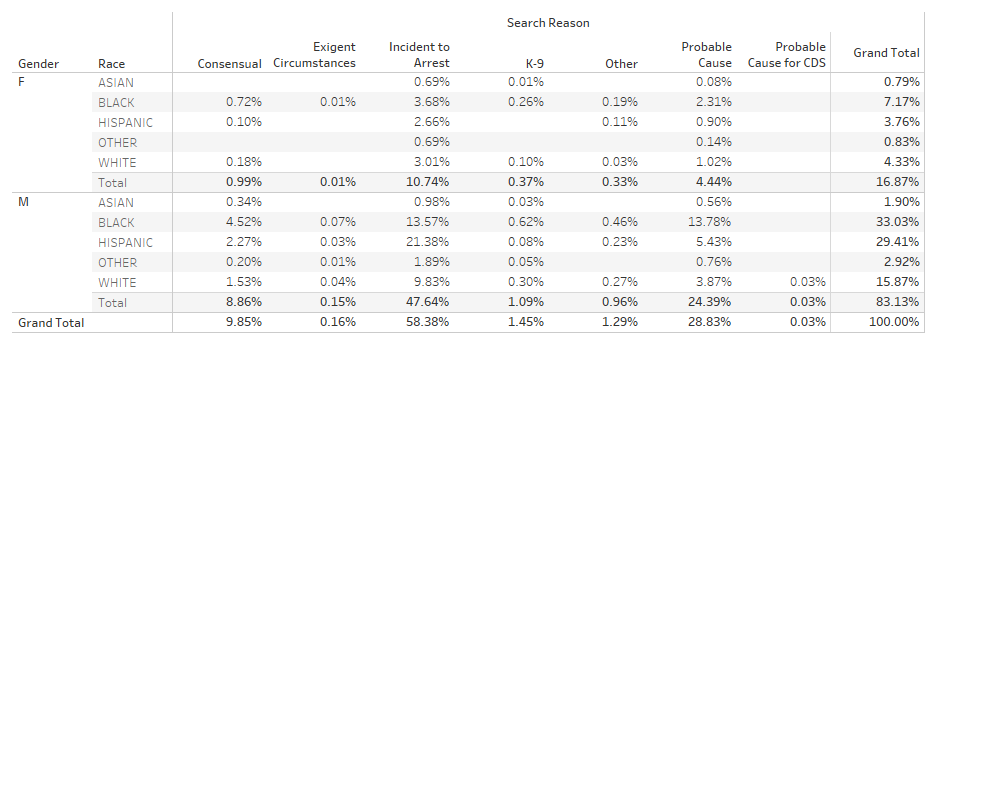 Search Reason
Gender Race Consensual Exigent Circumstances Incident to Arrest K-9 Other Probable Cause Probable Cause for CDS Grand Total
F ASIAN 0.69% 0.01% 0.08% 0.79%
BLACK 0.72% 0.01% 3.68% 0.26% 0.19% 2.31% 7.17%
HISPANIC 0.10% 2.66% 0.11% 0.90% 3.76%
OTHER 0.69% 0.14% 0.83%
WHITE 0.18% 3.01% 0.10% 0.03% 1.02% 4.33%
Total 0.99% 0.01% 10.74% 0.37% 0.33% 4.44% 16.87%
M ASIAN 0.34% 0.98% 0.03% 0.56% 1.90%
BLACK 4.52% 0.07% 13.57% 0.62% 0.46% 13.78% 33.03%
HISPANIC 2.27% 0.03% 21.38% 0.08% 0.23% 5.43% 29.41%
OTHER 0.20% 0.01% 1.89% 0.05% 0.76% 2.92%
WHITE 1.53% 0.04% 9.83% 0.30% 0.27% 3.87% 0.03% 15.87%
Total 8.86% 0.15% 47.64% 1.09% 0.96% 24.39% 0.03% 83.13%
Grand Total 9.85% 0.16% 58.38% 1.45% 1.29% 28.83% 0.03% 100.00%